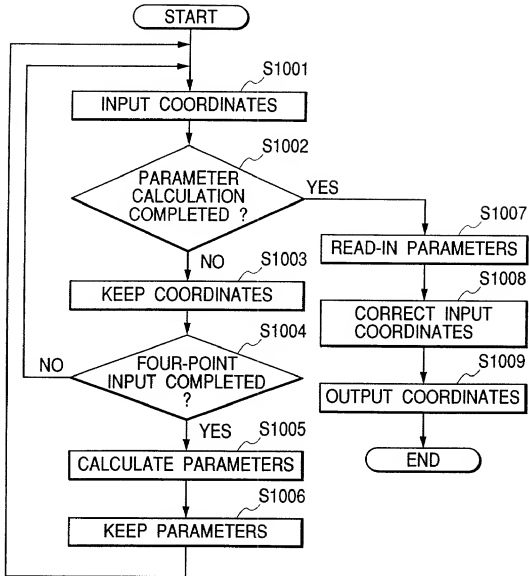 START
S1001
INPUT COORDINATES
S1002
PARAMETER
CALCULATION
COMPLETED ?
YES
NO
S1003
KEEP COORDINATES
S1004
NO
FOUR-POINT
INPUT COMPLETED
?
YES
S1005
CALCULATE PARAMETERS
S1006
KEEP PARAMETERS
S1007
READ-IN PARAMETERS
S1008
CORRECT INPUT
COORDINATES
S1009
OUTPUT COORDINATES
END